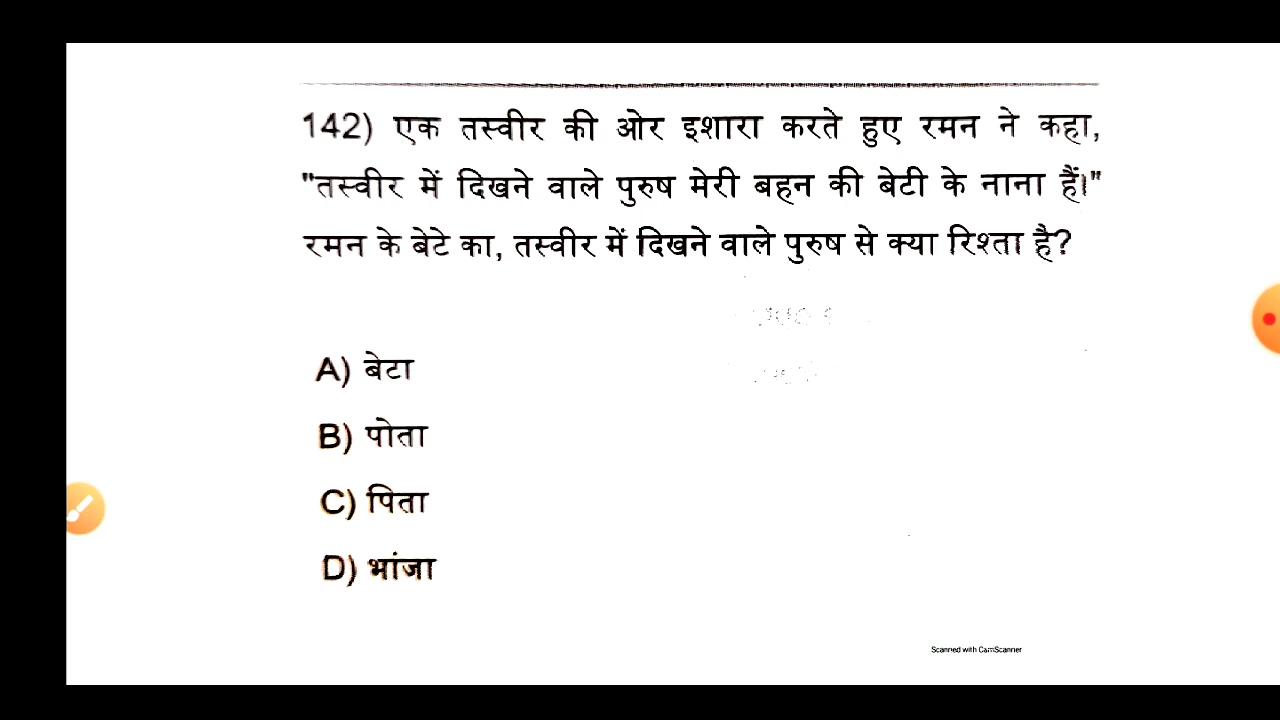 142) एक तस्वीर की ओर इशारा करते हुए रमन ने कहा,
"तस्वीर में दिखने वाले पुरुष मेरी बहन की बेटी के नाना हैं।"
रमन के बेटे का, तस्वीर में दिखने वाले पुरुष से क्या रिश्ता है?
A) बेटा
B) पोता
C) पिता
D) भांजा
Scanned with CamScanner